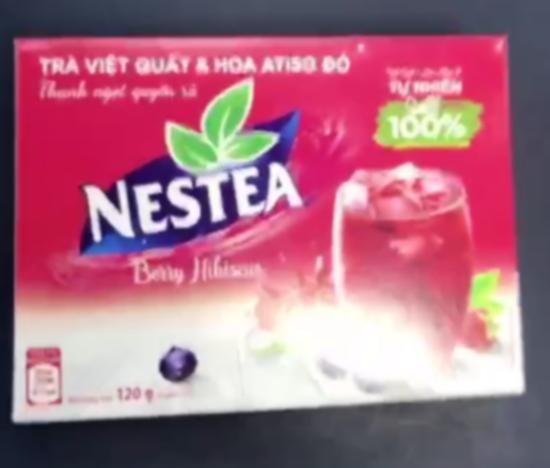 TRÀ VIỆT QUẤT & HOA ATISO ĐỎ
Thanh ngọt quyến rũ
TỰ NHIÊN
100%
NESTEA
Berry Hibiscus
120 g